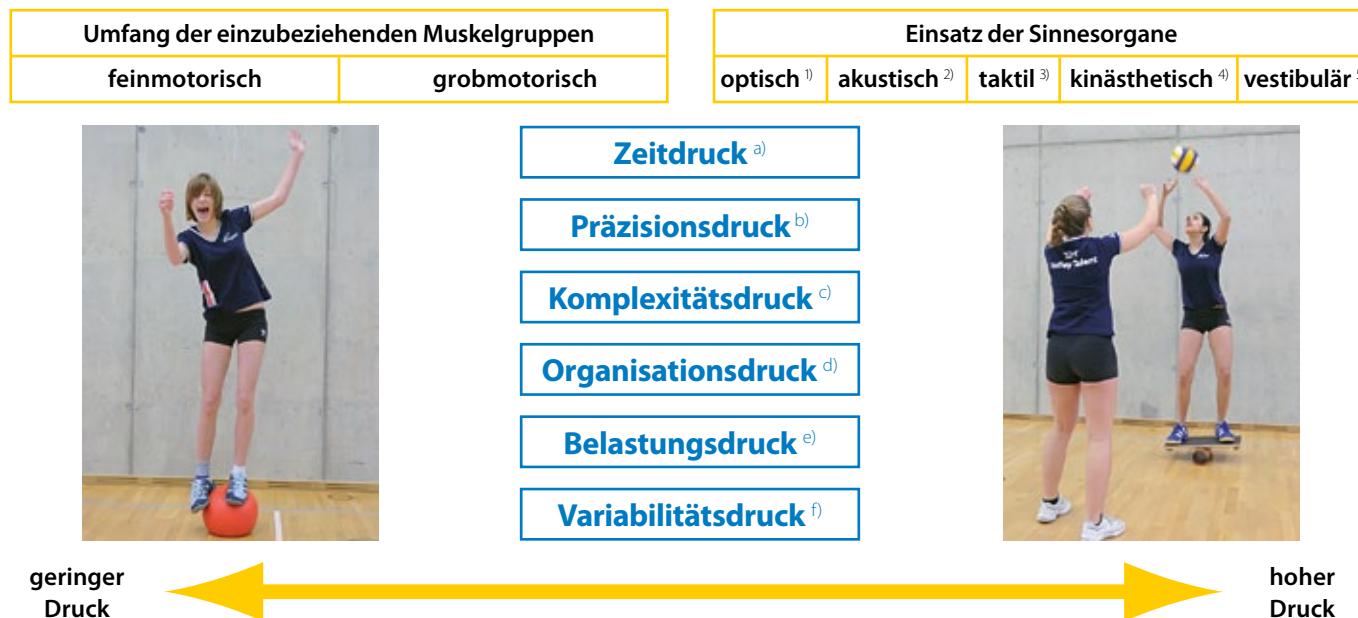 Umfang der einzubeziehenden Muskelgruppen
feinmotorisch grobmotorisch
Einsatz der Sinnesorgane
optisch 1) akustisch 2) taktil 3) kinästhetisch 4) vestibulär
Zeitdruck a)
Präzisionsdruck b)
Komplexitätsdruck c)
Organisationsdruck d)
Belastungsdruck e)
Variabilitätsdruck f)
Talent
geringer
Druck
hoher
Druck